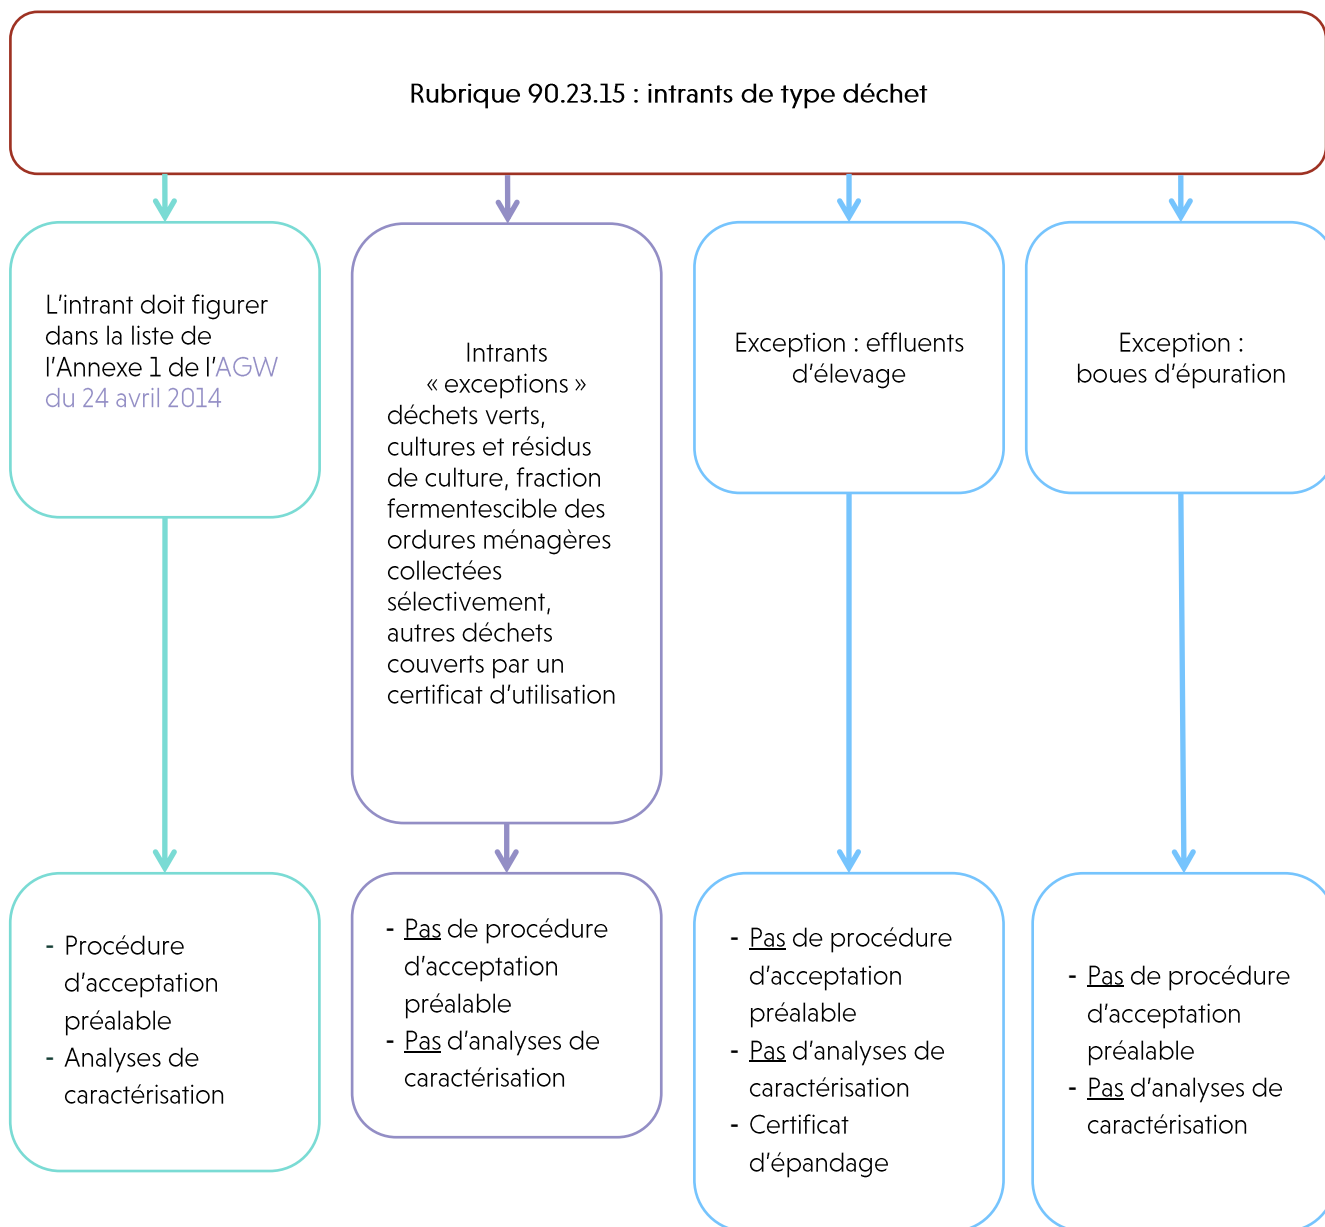 Rubrique 90.23.15 : intrants de type déchet
L'intrant doit figurer
dans la liste de
l'Annexe 1 de l'AGW
du 24 avril 2014
Intrants
« exceptions »
déchets verts,
cultures et résidus
de culture, fraction
fermentescible des
ordures ménagères
collectées
sélectivement,
autres déchets
couverts par un
certificat d'utilisation
Exception : effluents
d'élevage
Exception :
boues d'épuration
- Procédure
d'acceptation
préalable
- Analyses de
caractérisation
- Pas de procédure
d'acceptation
préalable
- Pas d'analyses de
caractérisation
- Pas de procédure
d'acceptation
préalable
- Pas d'analyses de
caractérisation
- Certificat
d'épandage
- Pas de procédure
d'acceptation
préalable
- Pas d'analyses de
caractérisation